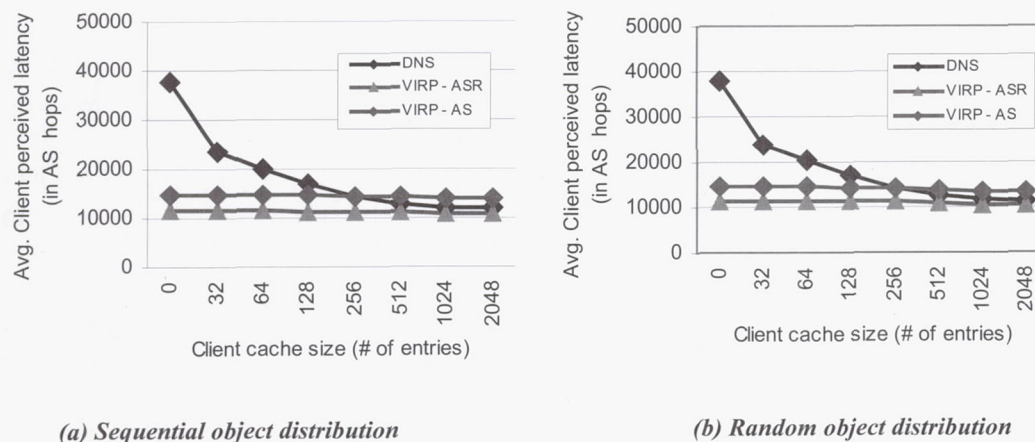 Avg. Client perceived latency
(in AS hops)
50000
40000
30000
20000
10000
0
DNS
VIRP - ASR
VIRP - AS
0
32
64
128
256
512
1024
2048
Client cache size (# of entries)
(a) Sequential object distribution
Avg. Client perceived latency
(in AS hops)
50000
40000
30000
20000
10000
0
DNS
VIRP - ASR
VIRP - AS
0
32
64
128
256
512
1024
2048
Client cache size (# of entries)
(b) Random object distribution